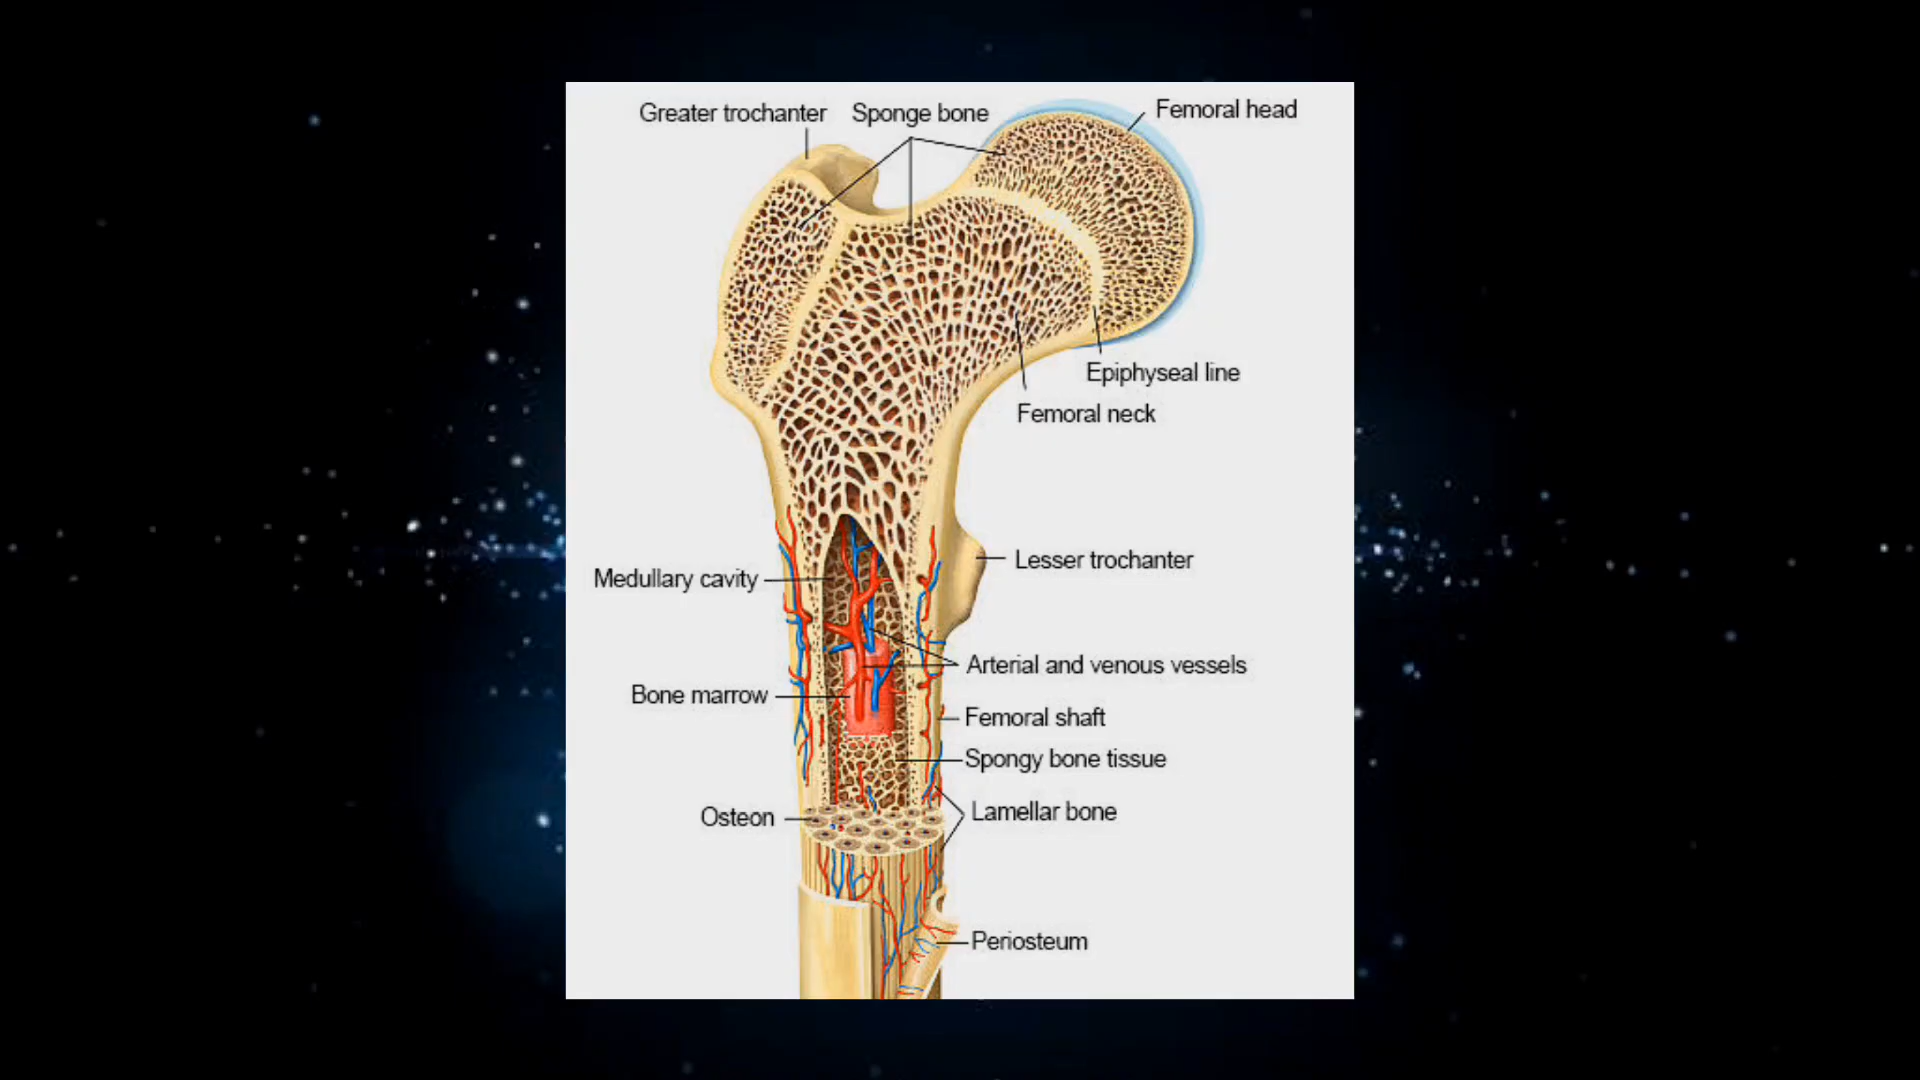 Greater trochanter
Sponge bone
Femoral head
Epiphyseal line
Femoral neck
Lesser trochanter
Medullary cavity
Arterial and venous vessels
Bone marrow
Femoral shaft
Spongy bone tissue
Lamellar bone
Osteon
Periosteum